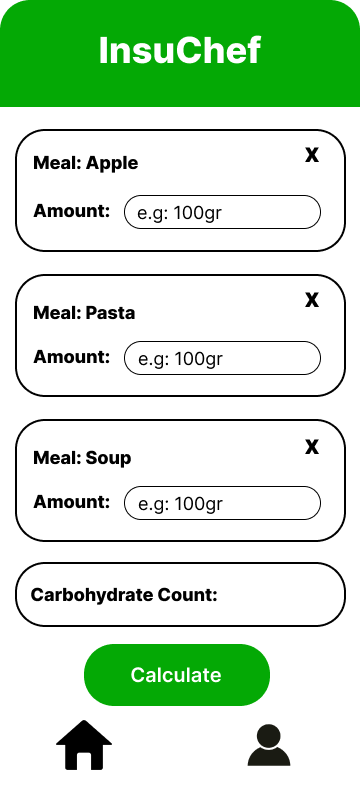 InsuChef
Meal: Apple
X
Amount: e.g: 100gr
Meal: Pasta
X
Amount: e.g: 100gr
Meal: Soup
X
Amount: e.g: 100gr
Carbohydrate Count:
Calculate